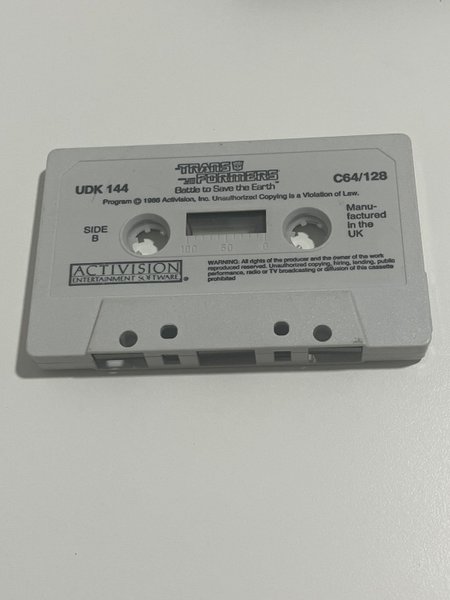 UDK 144
TRANSFORMERS
C64/128
Battle to Save the Earth
Program © 1986 Activision, Inc. Unauthorized Copying is a Violation of Law.
SIDE
B
100 50 0
Manu-
factured
in the
UK
ACTIVISION
ENTERTAINMENT SOFTWARE
WARNING: All rights of the producer and the owner of the work
reproduced reserved. Unauthorized copying, hiring, lending, public
performance, radio or TV broadcasting or diffusion of this cassette
prohibited